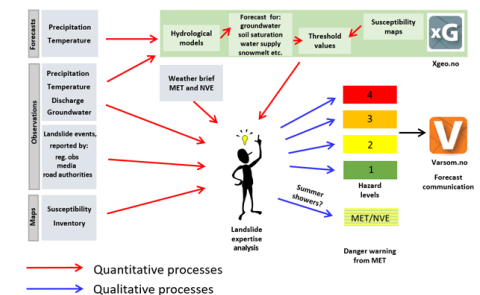 Forecasts
Precipitation
Temperature
Hydrological
models
Forecast for:
groundwater
soil saturation
water supply
snowmelt etc.
Threshold
values
Susceptibility
maps
xG
Xgeo.no
Observations
Precipitation
Temperature
Discharge
Groundwater
Landslide events,
reported by:
reg. obs
media
road authorities
Weather brief
MET and NVE
4
3
2
1
Hazard
levels
V
Varsom.no
Forecast
communication
Maps
Susceptibility
Inventory
Landslide
expertise
analysis
Summer
showers?
MET/NVE
Danger warning
from MET
Quantitative processes
Qualitative processes